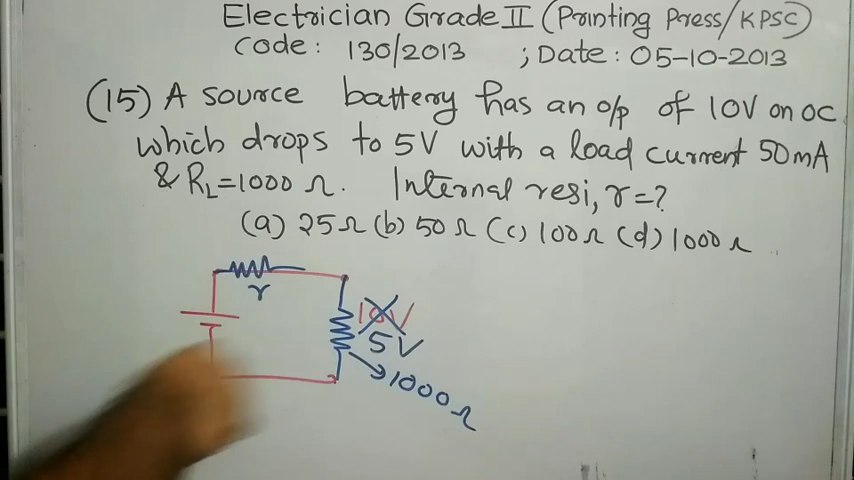 Electrician Grade II (Printing Press/KPSC)
Code: 130/2013 ; Date: 05-10-2013
(15) A source battery has an o/p of 10V on OC
which drops to 5V with a load current 50mA
& RL=1000 Ω. Internal resi, r=?
(a) 25Ω (b) 50Ω (c) 100Ω (d) 1000Ω
r
10V
5V
1000Ω